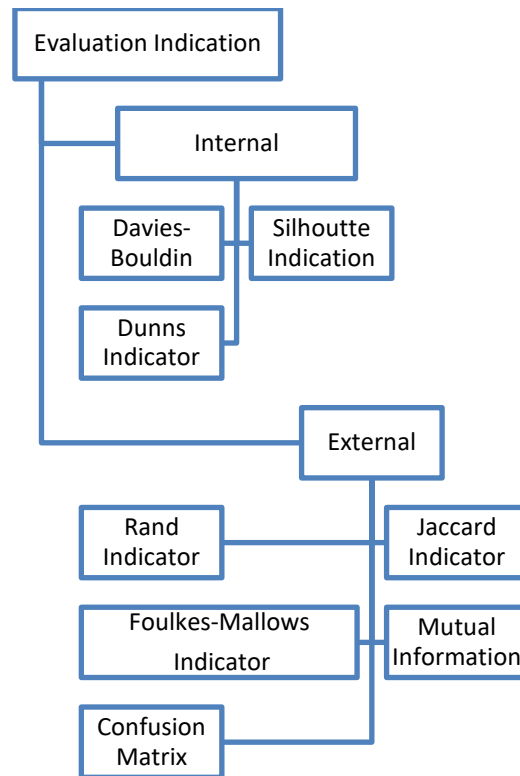 Evaluation Indication
Internal
Davies-
Bouldin
Silhoutte
Indication
Dunns
Indicator
External
Rand
Indicator
Jaccard
Indicator
Foulkes-Mallows
Indicator
Mutual
Information
Confusion
Matrix